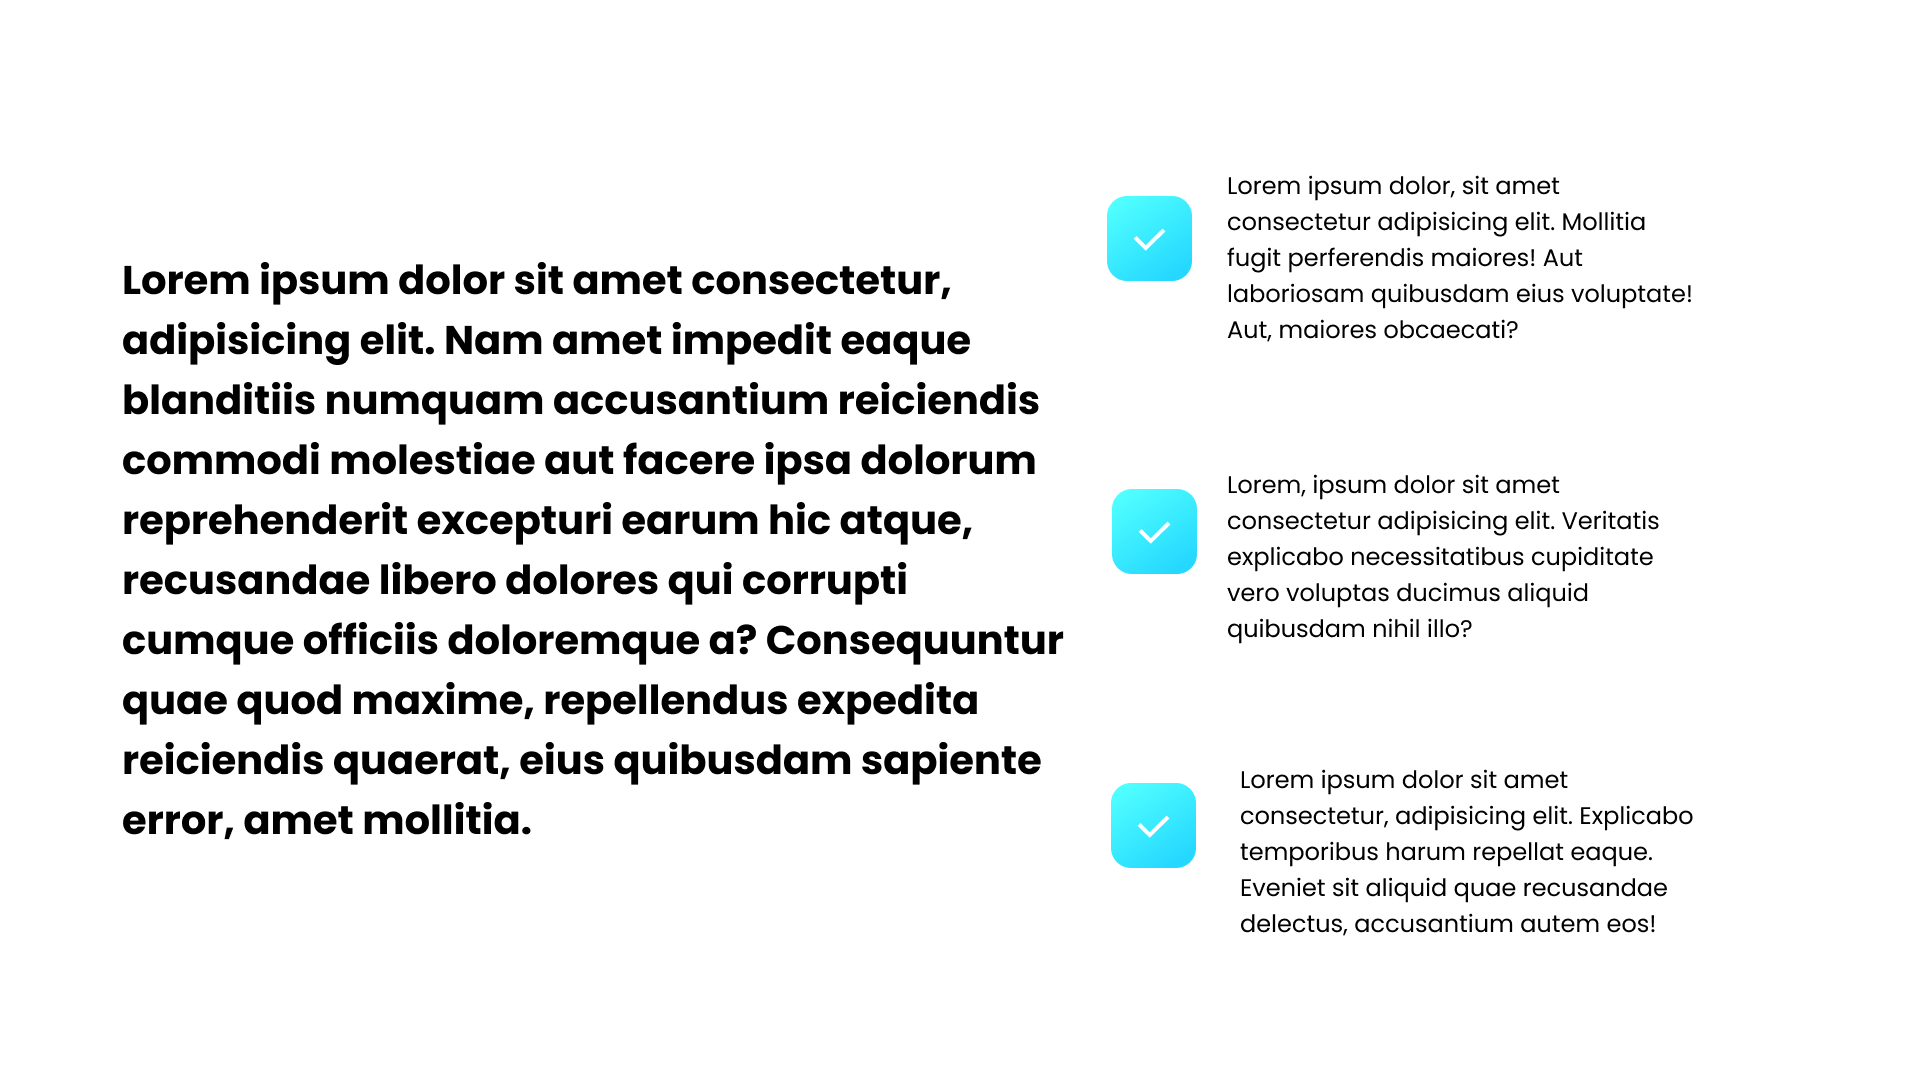 Lorem ipsum dolor sit amet consectetur,
adipisicing elit. Nam amet impedit eaque
blanditiis numquam accusantium reiciendis
commodi molestiae aut facere ipsa dolorum
reprehenderit excepturi earum hic atque,
recusandae libero dolores qui corrupti
cumque officiis doloremque a? Consequuntur
quae quod maxime, repellendus expedita
reiciendis quaerat, eius quibusdam sapiente
error, amet mollitia.
Lorem ipsum dolor, sit amet
consectetur adipisicing elit. Mollitia
fugit perferendis maiores! Aut
laboriosam quibusdam eius voluptate!
Aut, maiores obcaecati?
Lorem, ipsum dolor sit amet
consectetur adipisicing elit. Veritatis
explicabo necessitatibus cupiditate
vero voluptas ducimus aliquid
quibusdam nihil illo?
Lorem ipsum dolor sit amet
consectetur, adipisicing elit. Explicabo
temporibus harum repellat eaque.
Eveniet sit aliquid quae recusandae
delectus, accusantium autem eos!